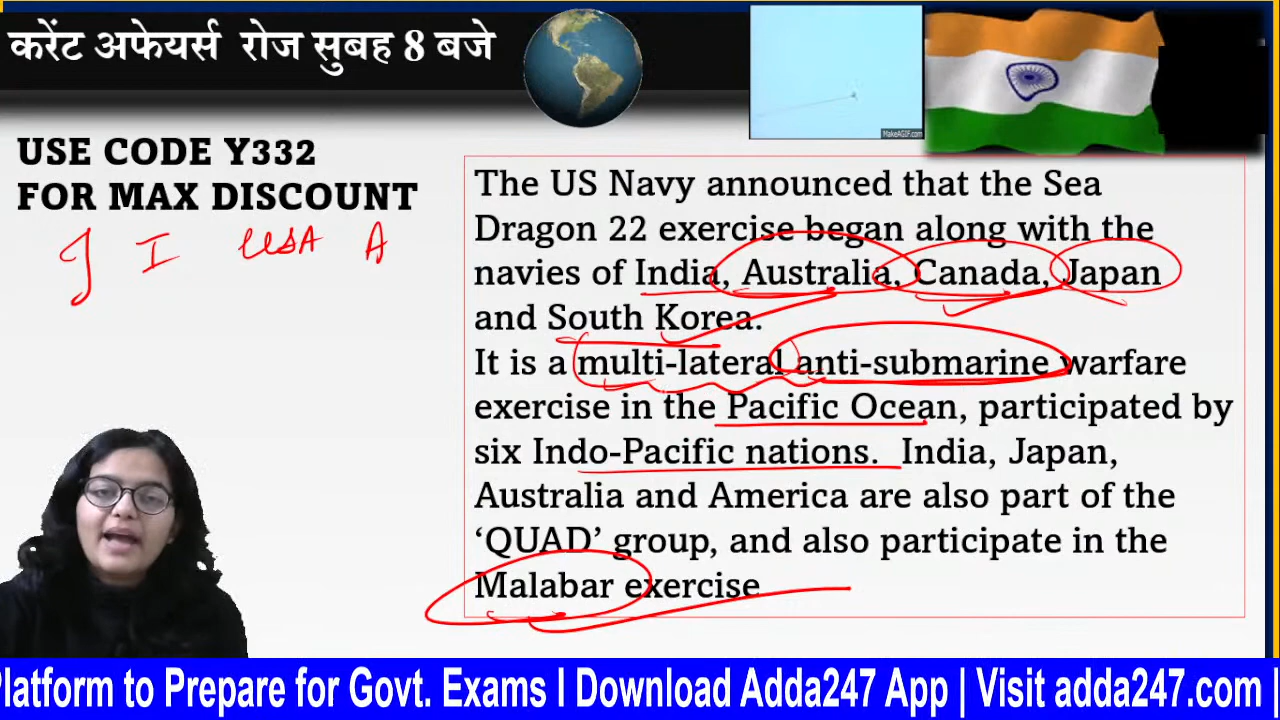 करेंट अफेयर्स रोज सुबह 8 बजे
MakeAGIF.com
USE CODE Y332
FOR MAX DISCOUNT
J I USA A
The US Navy announced that the Sea
Dragon 22 exercise began along with the
navies of India, Australia, Canada, Japan
and South Korea.
It is a multi-lateral anti-submarine warfare
exercise in the Pacific Ocean, participated by
six Indo-Pacific nations. India, Japan,
Australia and America are also part of the
‘QUAD’ group, and also participate in the
Malabar exercise
Platform to Prepare for Govt. Exams I Download Adda247 App | Visit adda247.com |